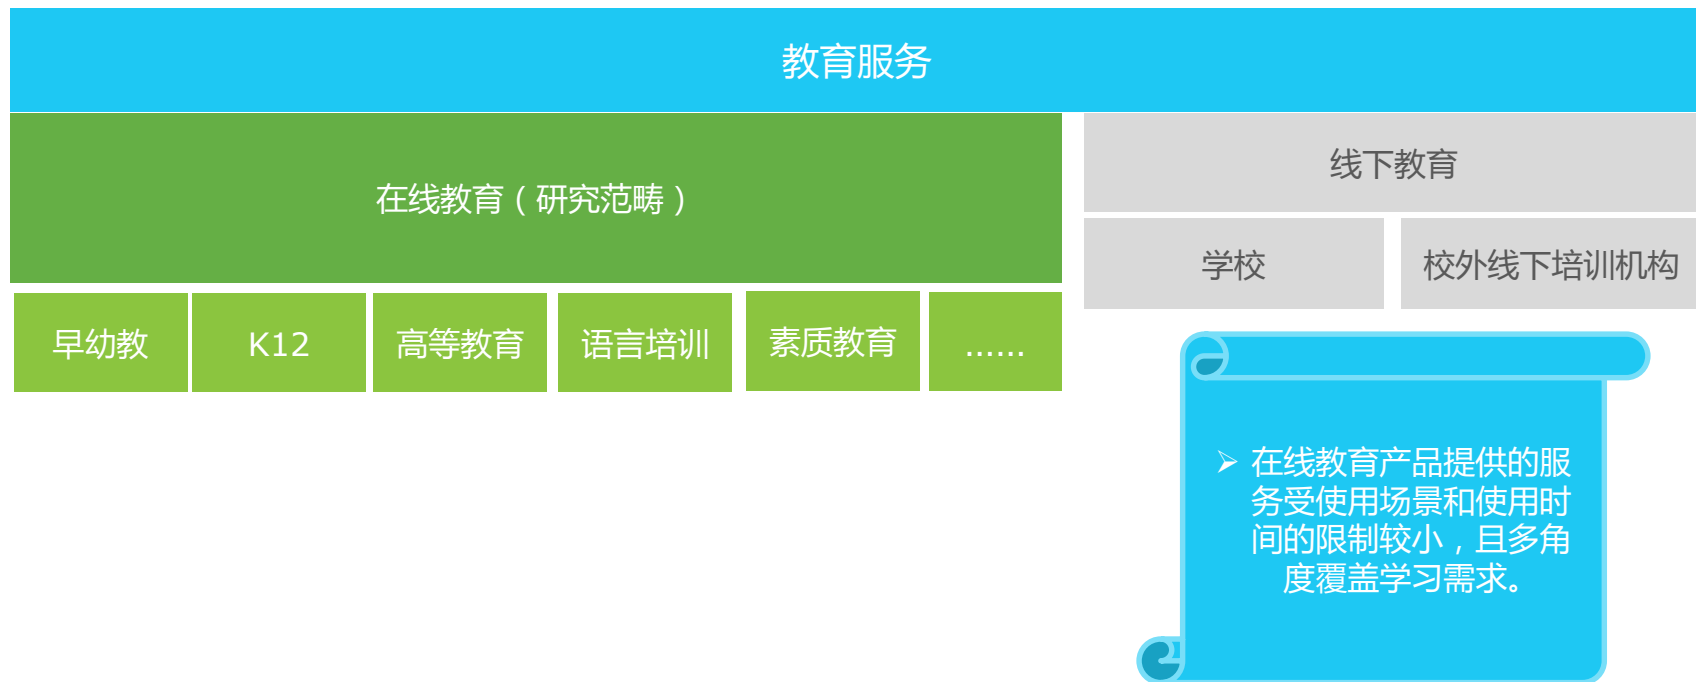 教育服务
在线教育（研究范畴）
线下教育
学校
校外线下培训机构
早幼教
K12
高等教育
语言培训
素质教育
……
➢ 在线教育产品提供的服
务受使用场景和使用时
间的限制较小，且多角
度覆盖学习需求。